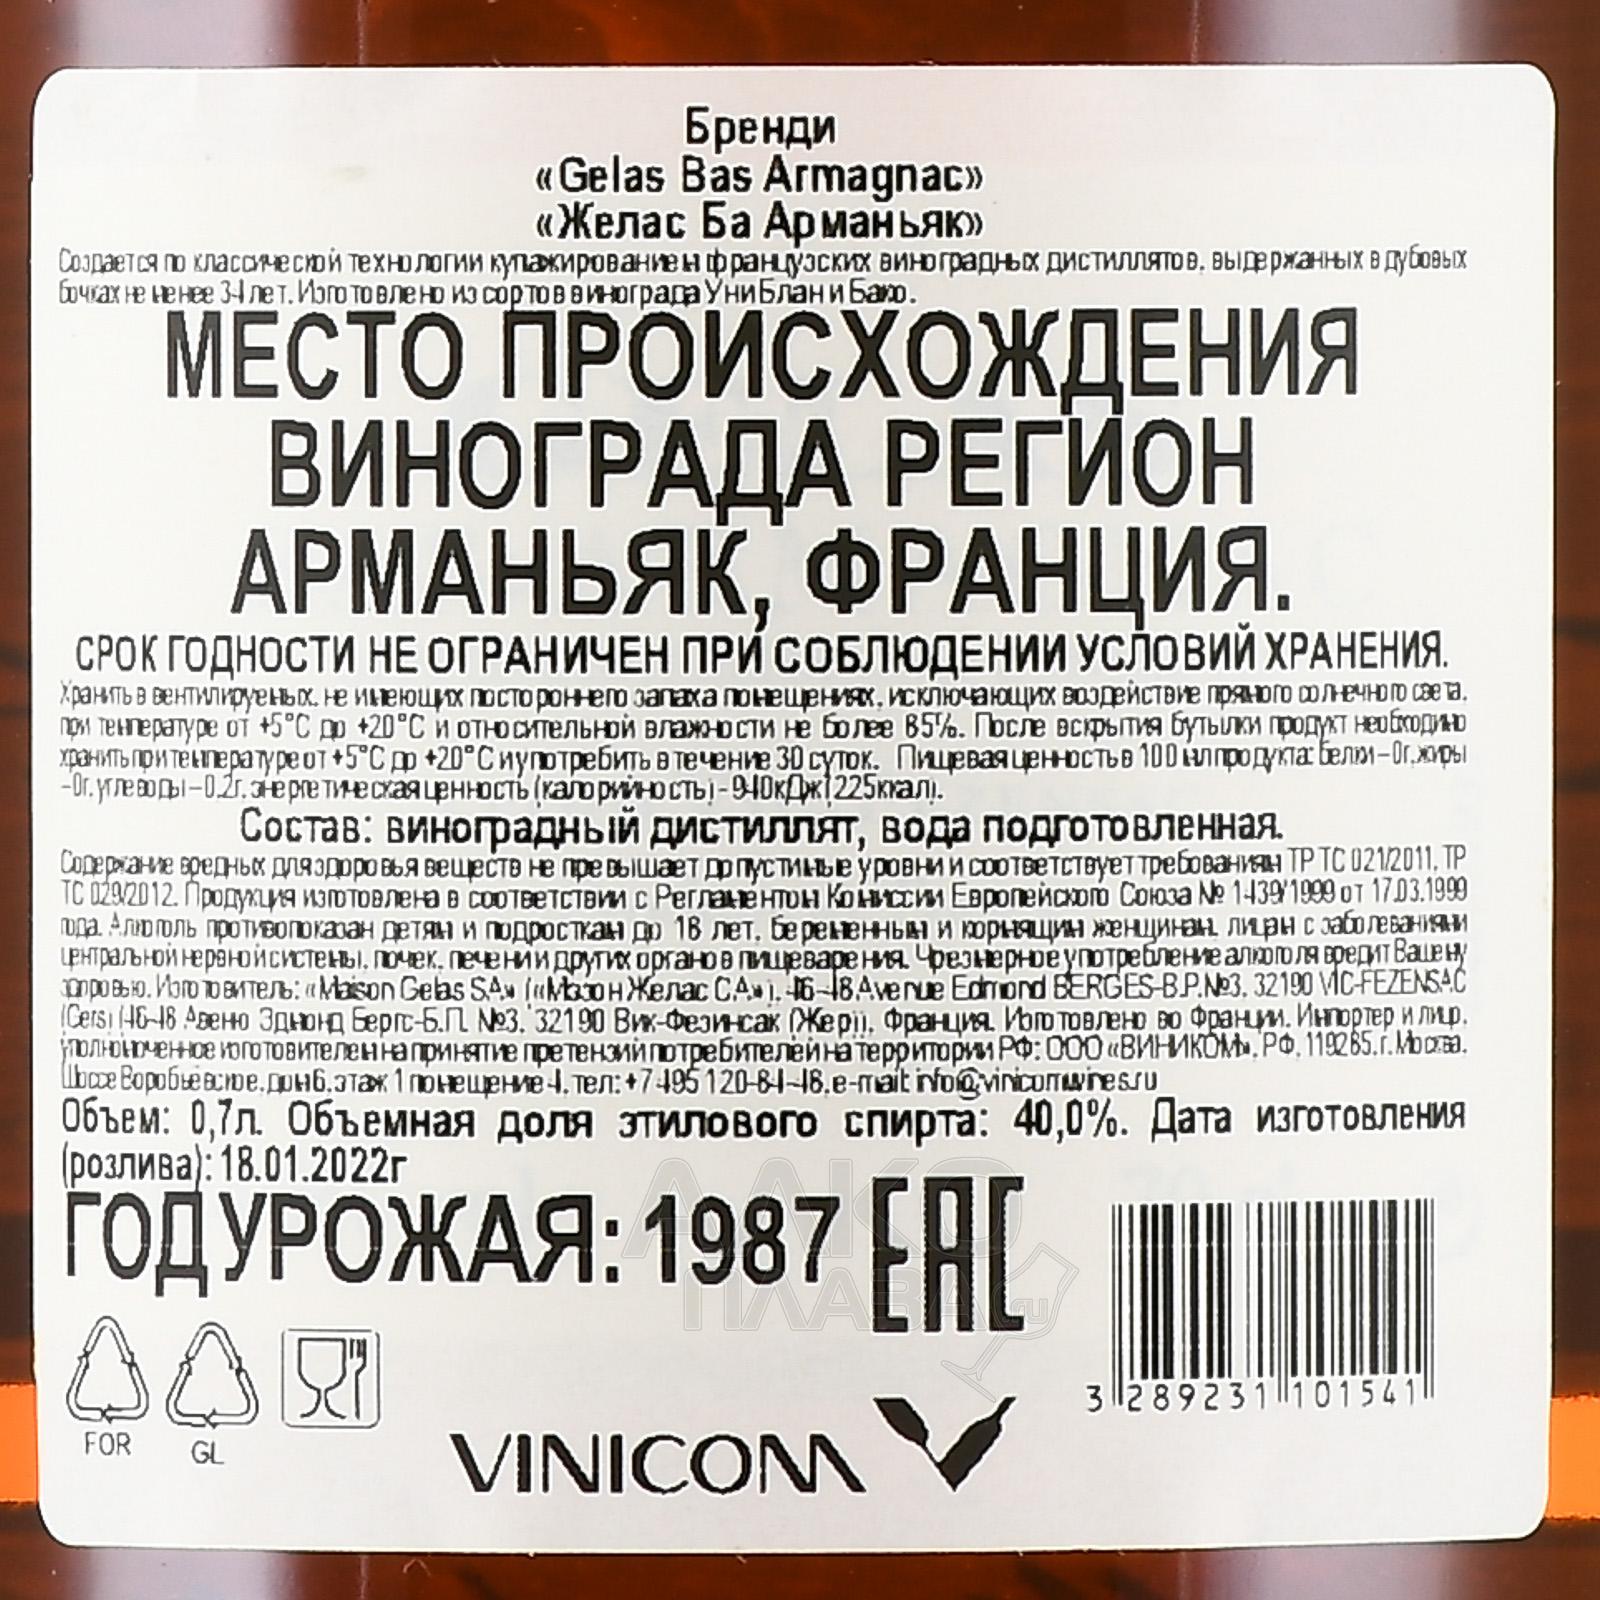 Бренди
«Gelas Bas Armagnac»
«Желас Ба Арманьяк»
Создается по классической технологии купажированием французских виноградных дистиллятов, выдержанных в дубовых
бочках не менее 34 лет. Изготовлено из сортов винограда Уни Блан и Бако.
МЕСТО ПРОИСХОЖДЕНИЯ
ВИНОГРАДА РЕГИОН
АРМАНЬЯК, ФРАНЦИЯ.
СРОК ГОДНОСТИ НЕ ОГРАНИЧЕН ПРИ СОБЛЮДЕНИИ УСЛОВИЙ ХРАНЕНИЯ.
Хранить в вентилируемых, не имеющих постороннего запаха помещениях, исключающих воздействие прямого солнечного света,
при температуре от +5°C до +20°C и относительной влажности не более 85%. После вскрытия бутылки продукт необходимо
хранить при температуре от +5°C до +20°C и употребить в течение 30 суток. Пищевая ценность в 100 мл продукта: белки – 0г, жиры
– 0г, углеводы – 0,2г, энергетическая ценность (калорийность) - 940кДж (225ккал).
Состав: виноградный дистиллят, вода подготовленная.
Содержание вредных для здоровья веществ не превышает допустимые уровни и соответствует требованиям ТР ТС 021/2011, ТР
ТС 029/2012. Продукция изготовлена в соответствии с Регламентом Комиссии Европейского Союза № 1439/1999 от 17.03.1999
года. Алкоголь противопоказан детям и подросткам до 18 лет, беременным и кормящим женщинам, лицам с заболеваниями
центральной нервной системы, почек, печени и других органов пищеварения. Чрезмерное употребление алкоголя вредит Вашему
здоровью. Изготовитель: «Maison Gelas S.A.» («Мэзон Желас С.А.»), 46-48 Avenue Edmond BERGES-B.P.№3, 32190 VIC-FEZENSAC
(Gers) (46-48 Авеню Эдмонд Бергс-Б.П. №3, 32190 Вик-Фезинсак (Жер)), Франция. Изготовлено во Франции. Импортер и лицо,
уполномоченное изготовителем на принятие претензий потребителей на территории РФ: ООО «ВИНИКОМ», РФ, 119285, г. Москва,
Шоссе Воробьевское, дом 6, этаж 1 помещение 4, тел: +7 495 120-84-48, e-mail: info@vinicomwines.ru
Объем: 0,7л. Объемная доля этилового спирта: 40,0%. Дата изготовления
(розлива): 18.01.2022г
ГОД УРОЖАЯ: 1987 EAC
АЛКО
ПЛАВА
.ru
3 289231 101541
FOR
GL
VINICOM